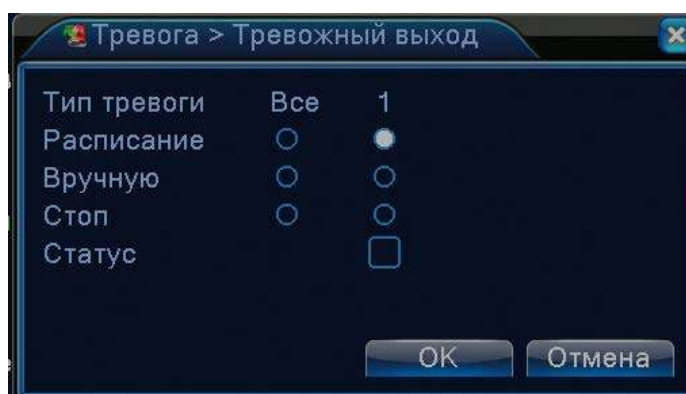 Тревога > Тревожный выход
Тип тревоги Все 1
Расписание
Вручную
Стоп
Статус
OK Отмена